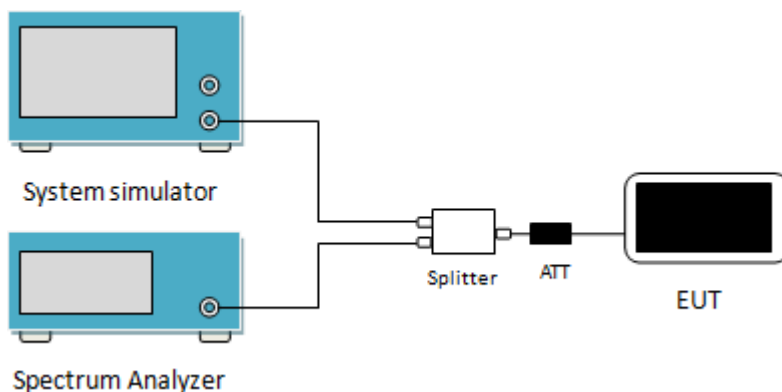 System simulator
Splitter
ATT
EUT
Spectrum Analyzer